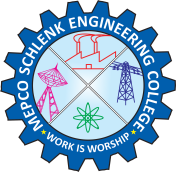 MEPCO SCHLENK ENGINEERING COLLEGE
WORK IS WORSHIP